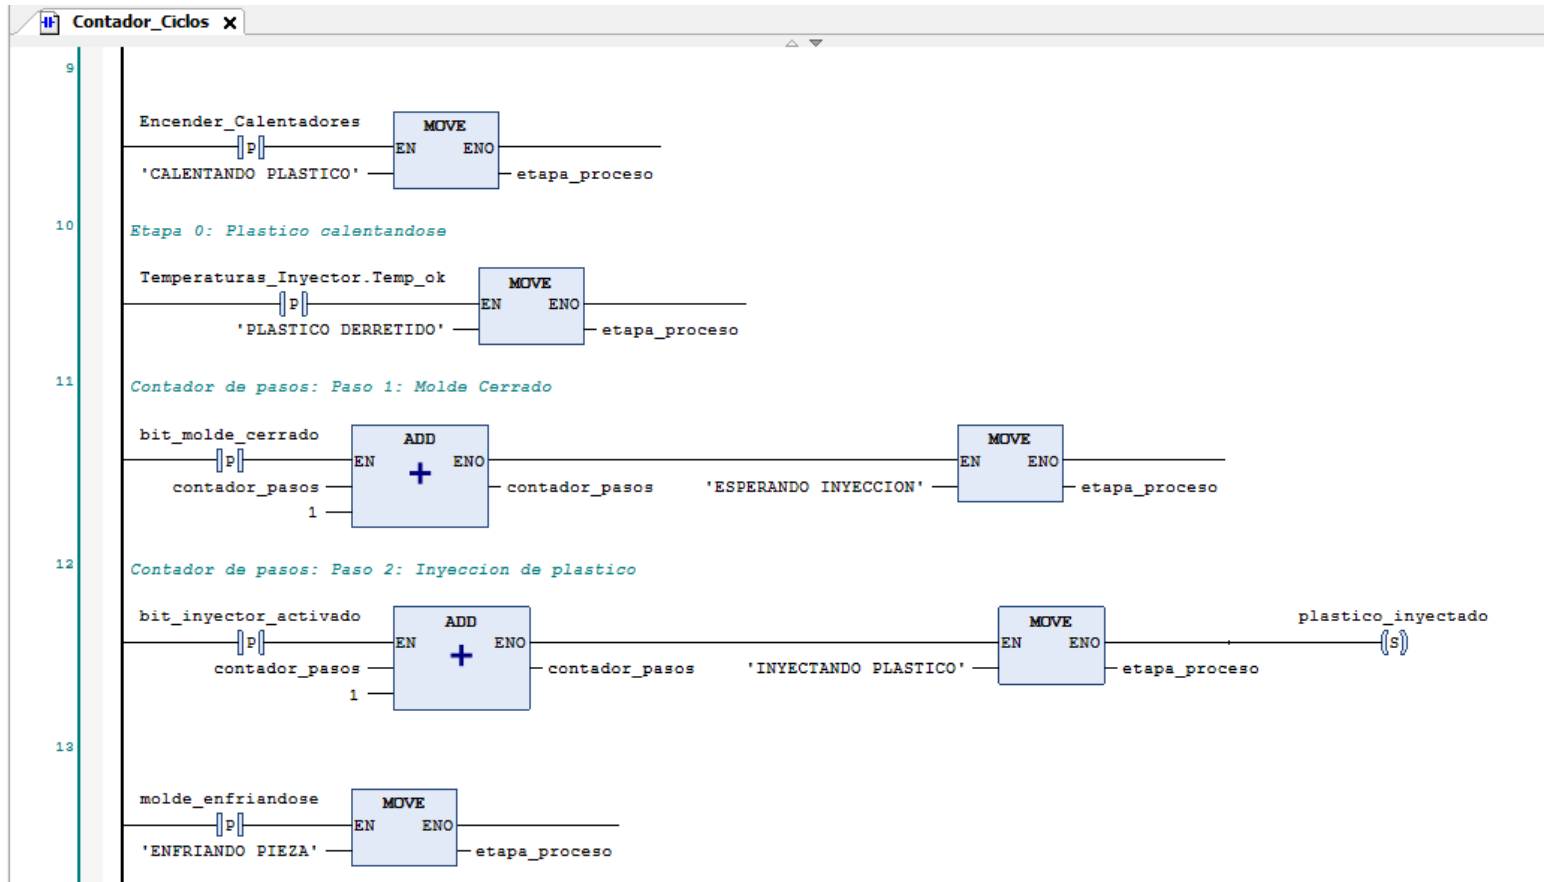 Contador_Ciclos
9
Encender_Calentadores
MOVE
P
EN ENO
'CALENTANDO PLASTICO' etapa_proceso
10
Etapa 0: Plastico calentandose
Temperaturas_Inyector.Temp_ok
MOVE
P
EN ENO
'PLASTICO DERRETIDO' etapa_proceso
11
Contador de pasos: Paso 1: Molde Cerrado
bit_molde_cerrado ADD MOVE
P EN ENO EN ENO
+
contador_pasos contador_pasos 'ESPERANDO INYECCION' etapa_proceso
1
12
Contador de pasos: Paso 2: Inyeccion de plastico
bit_inyector_activado ADD MOVE plastico_inyectado
P EN ENO EN ENO S
+
contador_pasos contador_pasos 'INYECTANDO PLASTICO' etapa_proceso
1
13
molde_enfriandose MOVE
P EN ENO
'ENFRIANDO PIEZA' etapa_proceso